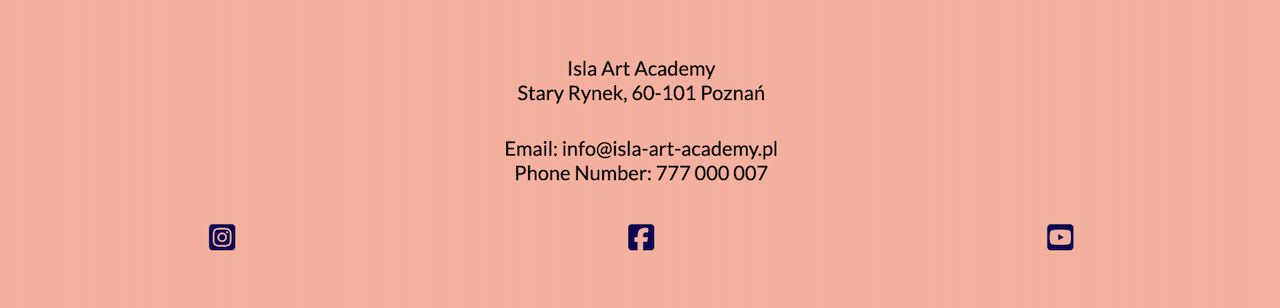 Isla Art Academy
Stary Rynek, 60-101 Poznań
Email: info@isla-art-academy.pl
Phone Number: 777 000 007